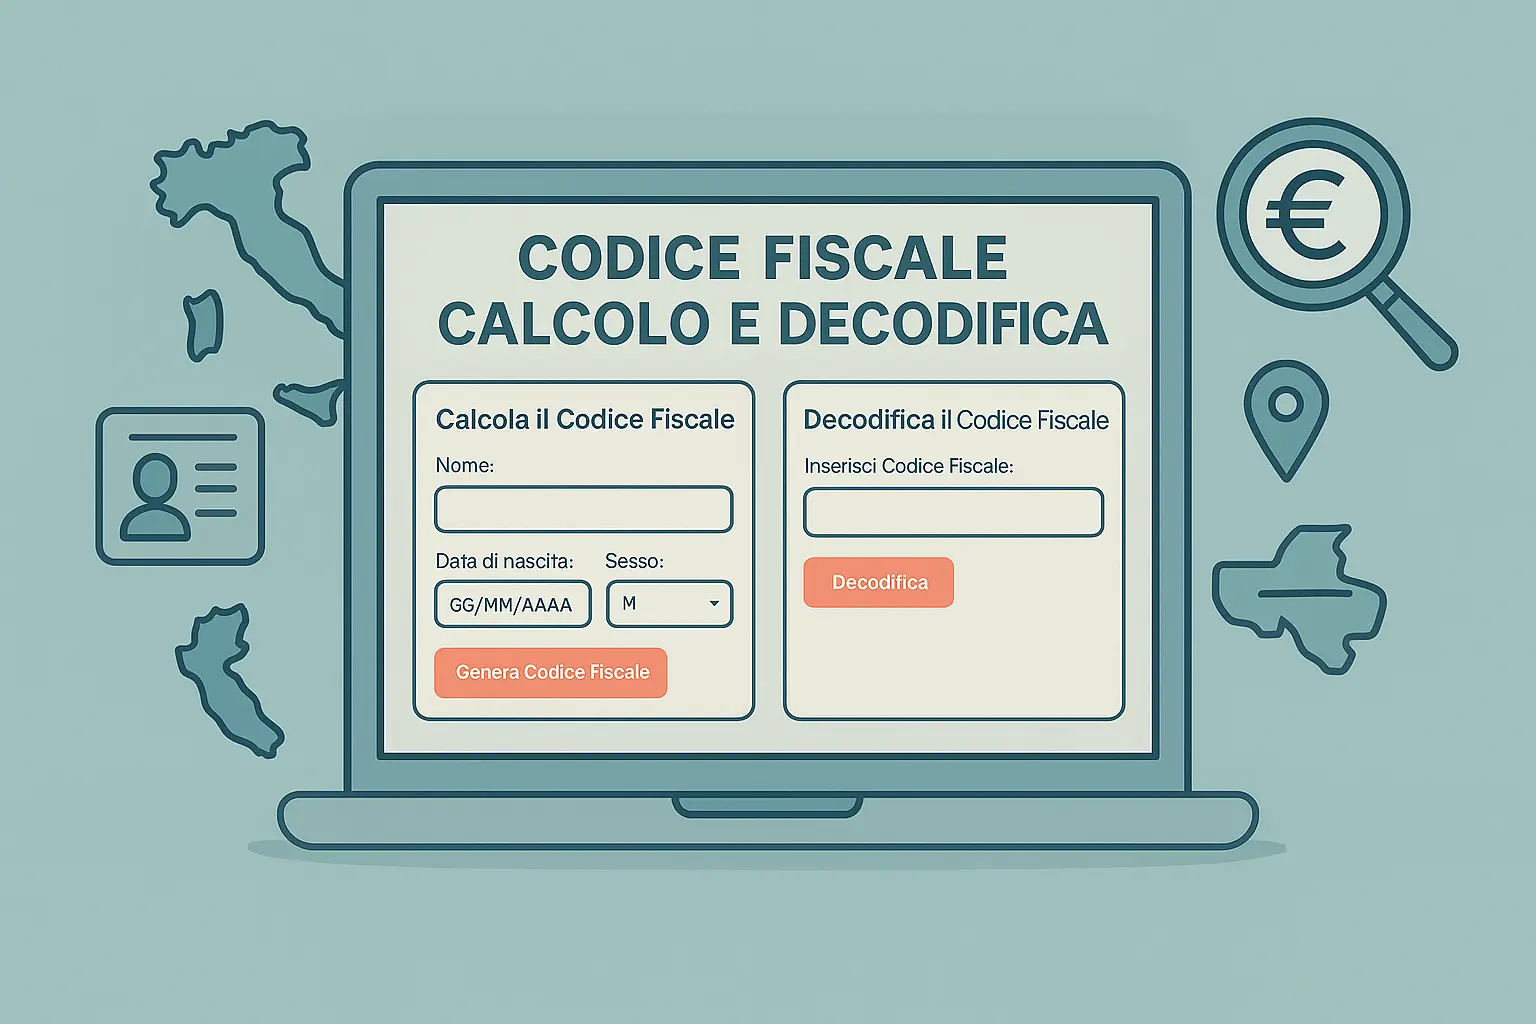 CODICE FISCALE
CALCOLO E DECODIFICA
Calcola il Codice Fiscale
Nome:
Data di nascita:
Sesso:
GG/MM/AAAA
M
Genera Codice Fiscale
Decodifica il Codice Fiscale
Inserisci Codice Fiscale:
Decodifica
€